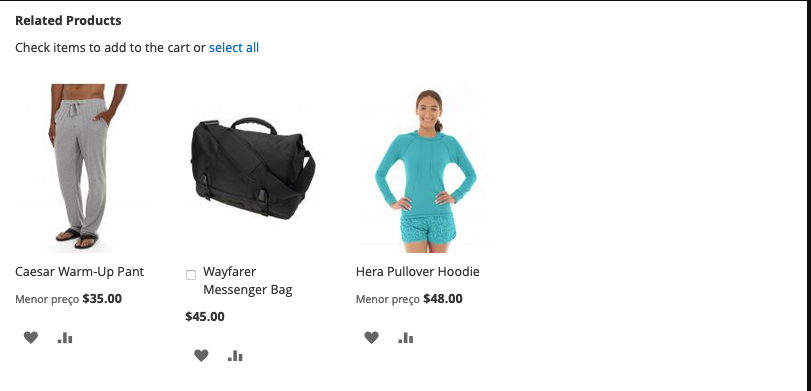 Related Products
Check items to add to the cart or select all
Caesar Warm-Up Pant
Menor preço $35.00
Wayfarer
Messenger Bag
$45.00
Hera Pullover Hoodie
Menor preço $48.00